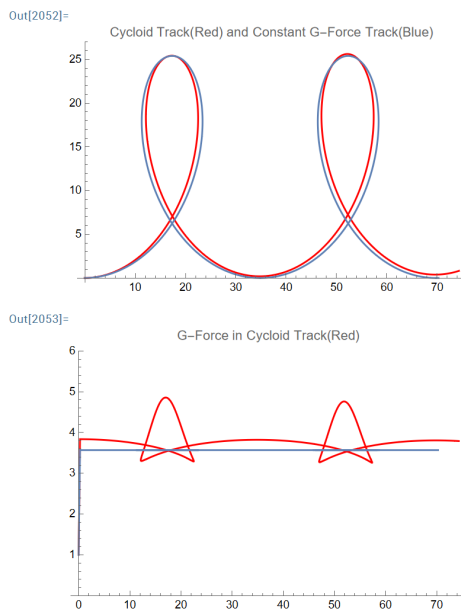 Out[2052]=
Cycloid Track(Red) and Constant G-Force Track(Blue)
25
20
15
10
5
10 20 30 40 50 60 70
Out[2053]=
G-Force in Cycloid Track(Red)
6
5
4
3
2
1
0 10 20 30 40 50 60 70